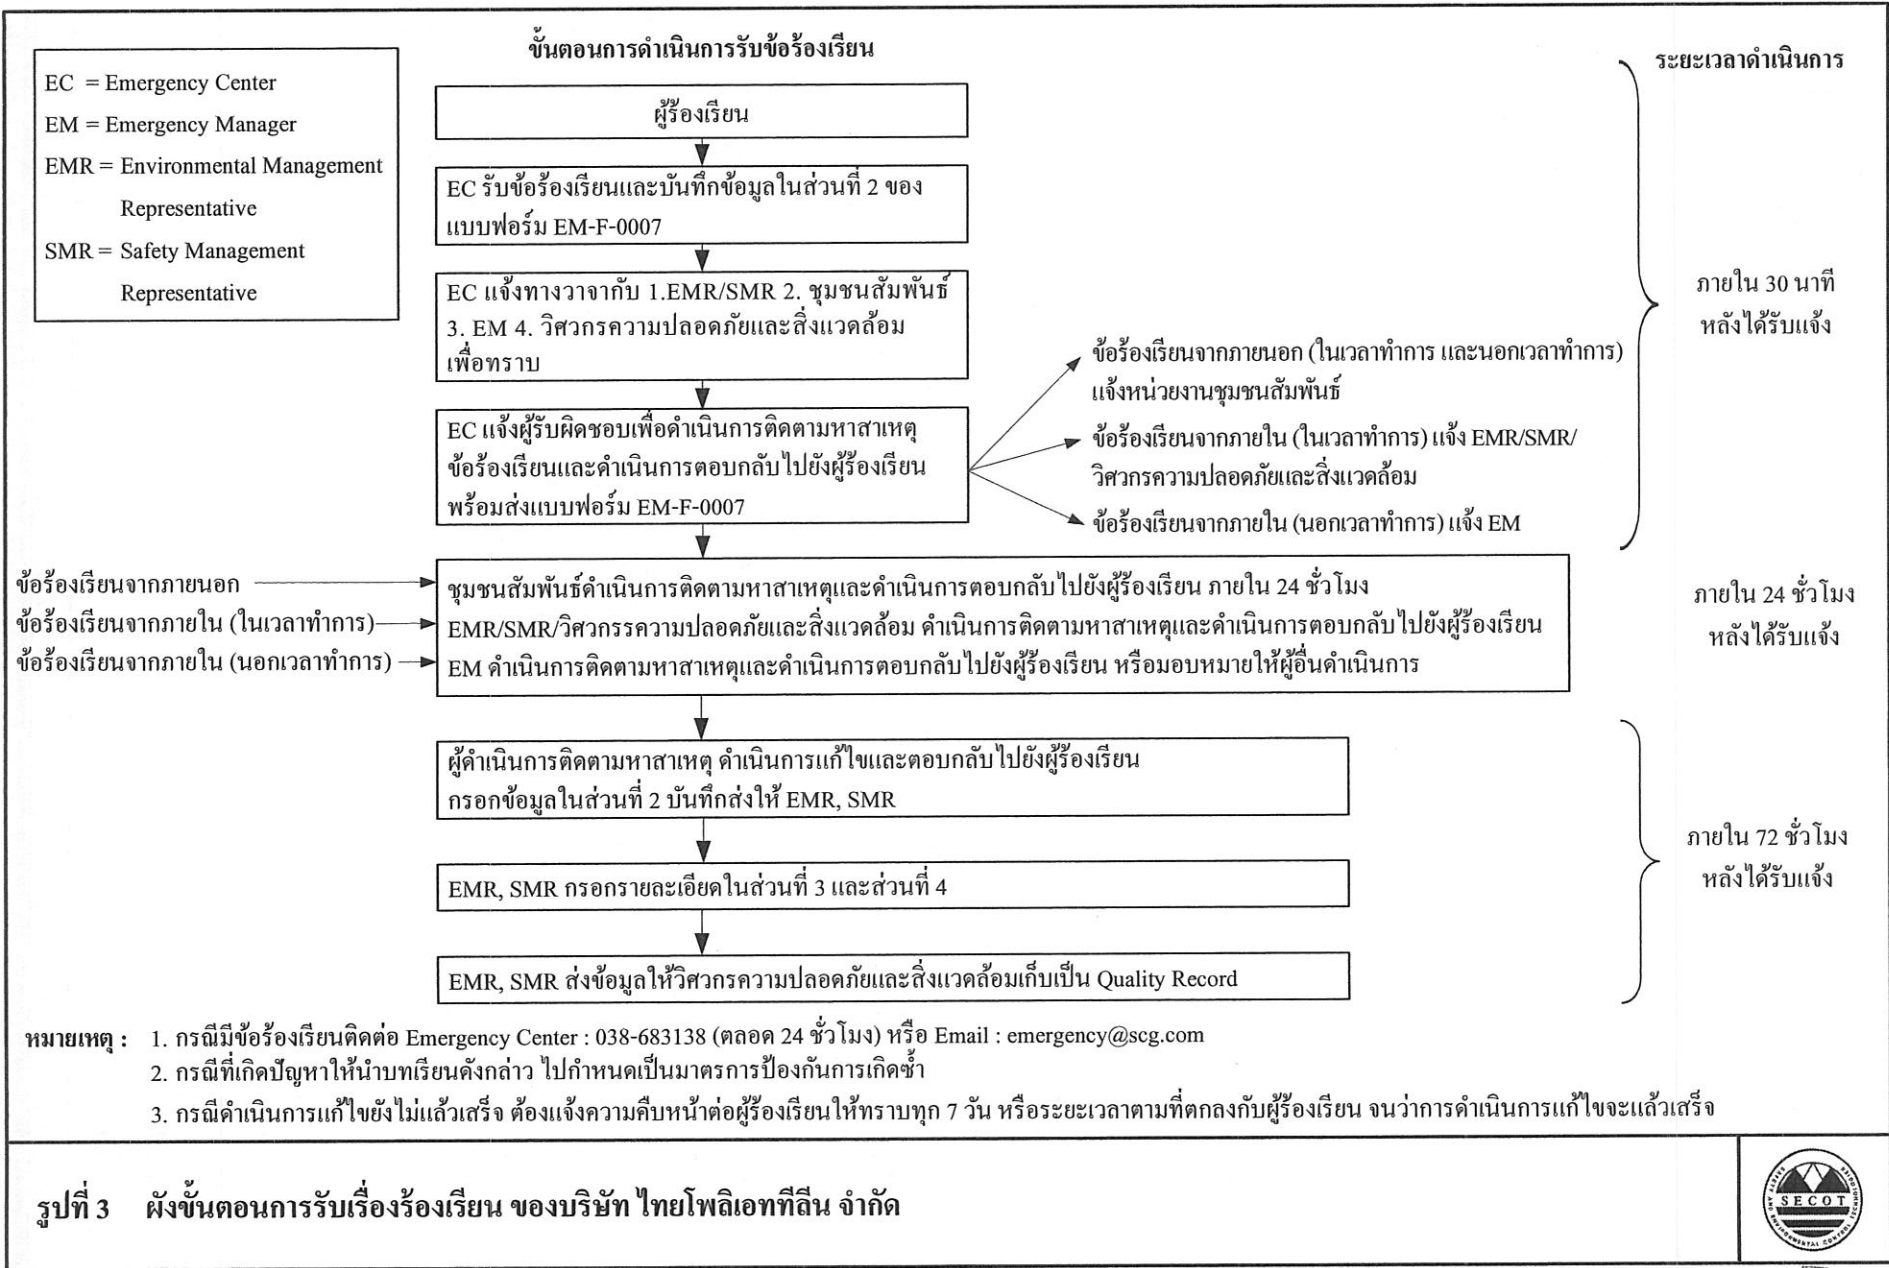 ขั้นตอนการดำเนินการรับข้อร้องเรียน
ระยะเวลาดำเนินการ
EC = Emergency Center
EM = Emergency Manager
EMR = Environmental Management
Representative
SMR = Safety Management
Representative
ผู้ร้องเรียน
EC รับข้อร้องเรียนและบันทึกข้อมูลในส่วนที่ 2 ของ
แบบฟอร์ม EM-F-0007
EC แจ้งทางวาจากับ 1.EMR/SMR 2. ชุมชนสัมพันธ์
3. EM 4. วิศวกรความปลอดภัยและสิ่งแวดล้อม
เพื่อทราบ
EC แจ้งผู้รับผิดชอบเพื่อดำเนินการติดตามหาสาเหตุ
ข้อร้องเรียนและดำเนินการตอบกลับไปยังผู้ร้องเรียน
พร้อมส่งแบบฟอร์ม EM-F-0007
ข้อร้องเรียนจากภายนอก (ในเวลาทำการ และนอกเวลาทำการ)
แจ้งหน่วยงานชุมชนสัมพันธ์
ข้อร้องเรียนจากภายใน (ในเวลาทำการ) แจ้ง EMR/SMR/
วิศวกรความปลอดภัยและสิ่งแวดล้อม
ข้อร้องเรียนจากภายใน (นอกเวลาทำการ) แจ้ง EM
ภายใน 30 นาที
หลังได้รับแจ้ง
ข้อร้องเรียนจากภายนอก
ข้อร้องเรียนจากภายใน (ในเวลาทำการ)
ข้อร้องเรียนจากภายใน (นอกเวลาทำการ)
ชุมชนสัมพันธ์ดำเนินการติดตามหาสาเหตุและดำเนินการตอบกลับไปยังผู้ร้องเรียน ภายใน 24 ชั่วโมง
EMR/SMR/วิศวกรรความปลอดภัยและสิ่งแวดล้อม ดำเนินการติดตามหาสาเหตุและดำเนินการตอบกลับไปยังผู้ร้องเรียน
EM ดำเนินการติดตามหาสาเหตุและดำเนินการตอบกลับไปยังผู้ร้องเรียน หรือมอบหมายให้ผู้อื่นดำเนินการ
ภายใน 24 ชั่วโมง
หลังได้รับแจ้ง
ผู้ดำเนินการติดตามหาสาเหตุ ดำเนินการแก้ไขและตอบกลับไปยังผู้ร้องเรียน
กรอกข้อมูลในส่วนที่ 2 บันทึกส่งให้ EMR, SMR
EMR, SMR กรอกรายละเอียดในส่วนที่ 3 และส่วนที่ 4
EMR, SMR ส่งข้อมูลให้วิศวกรความปลอดภัยและสิ่งแวดล้อมเก็บเป็น Quality Record
ภายใน 72 ชั่วโมง
หลังได้รับแจ้ง
หมายเหตุ : 1. กรณีมีข้อร้องเรียนติดต่อ Emergency Center : 038-683138 (ตลอด 24 ชั่วโมง) หรือ Email : emergency@scg.com
2. กรณีที่เกิดปัญหาให้นำบทเรียนดังกล่าว ไปกำหนดเป็นมาตรการป้องกันการเกิดซ้ำ
3. กรณีดำเนินการแก้ไขยังไม่แล้วเสร็จ ต้องแจ้งความคืบหน้าต่อผู้ร้องเรียนให้ทราบทุก 7 วัน หรือระยะเวลาตามที่ตกลงกับผู้ร้องเรียน จนว่าการดำเนินการแก้ไขจะแล้วเสร็จ
รูปที่ 3 ผังขั้นตอนการรับเรื่องร้องเรียน ของบริษัท ไทยโพลิเอททีลีน จำกัด
SECOT